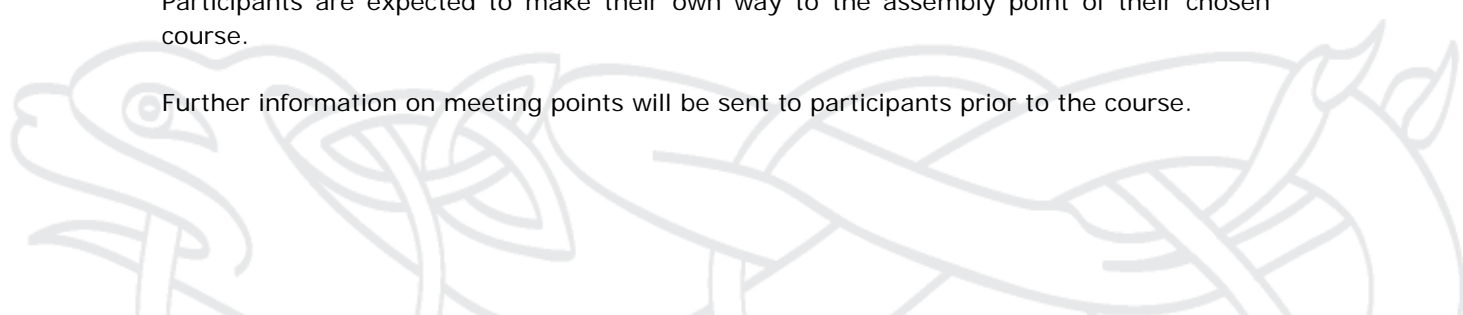 Participants are expected to make their own way to the assembly point of their chosen
course.
Further information on meeting points will be sent to participants prior to the course.